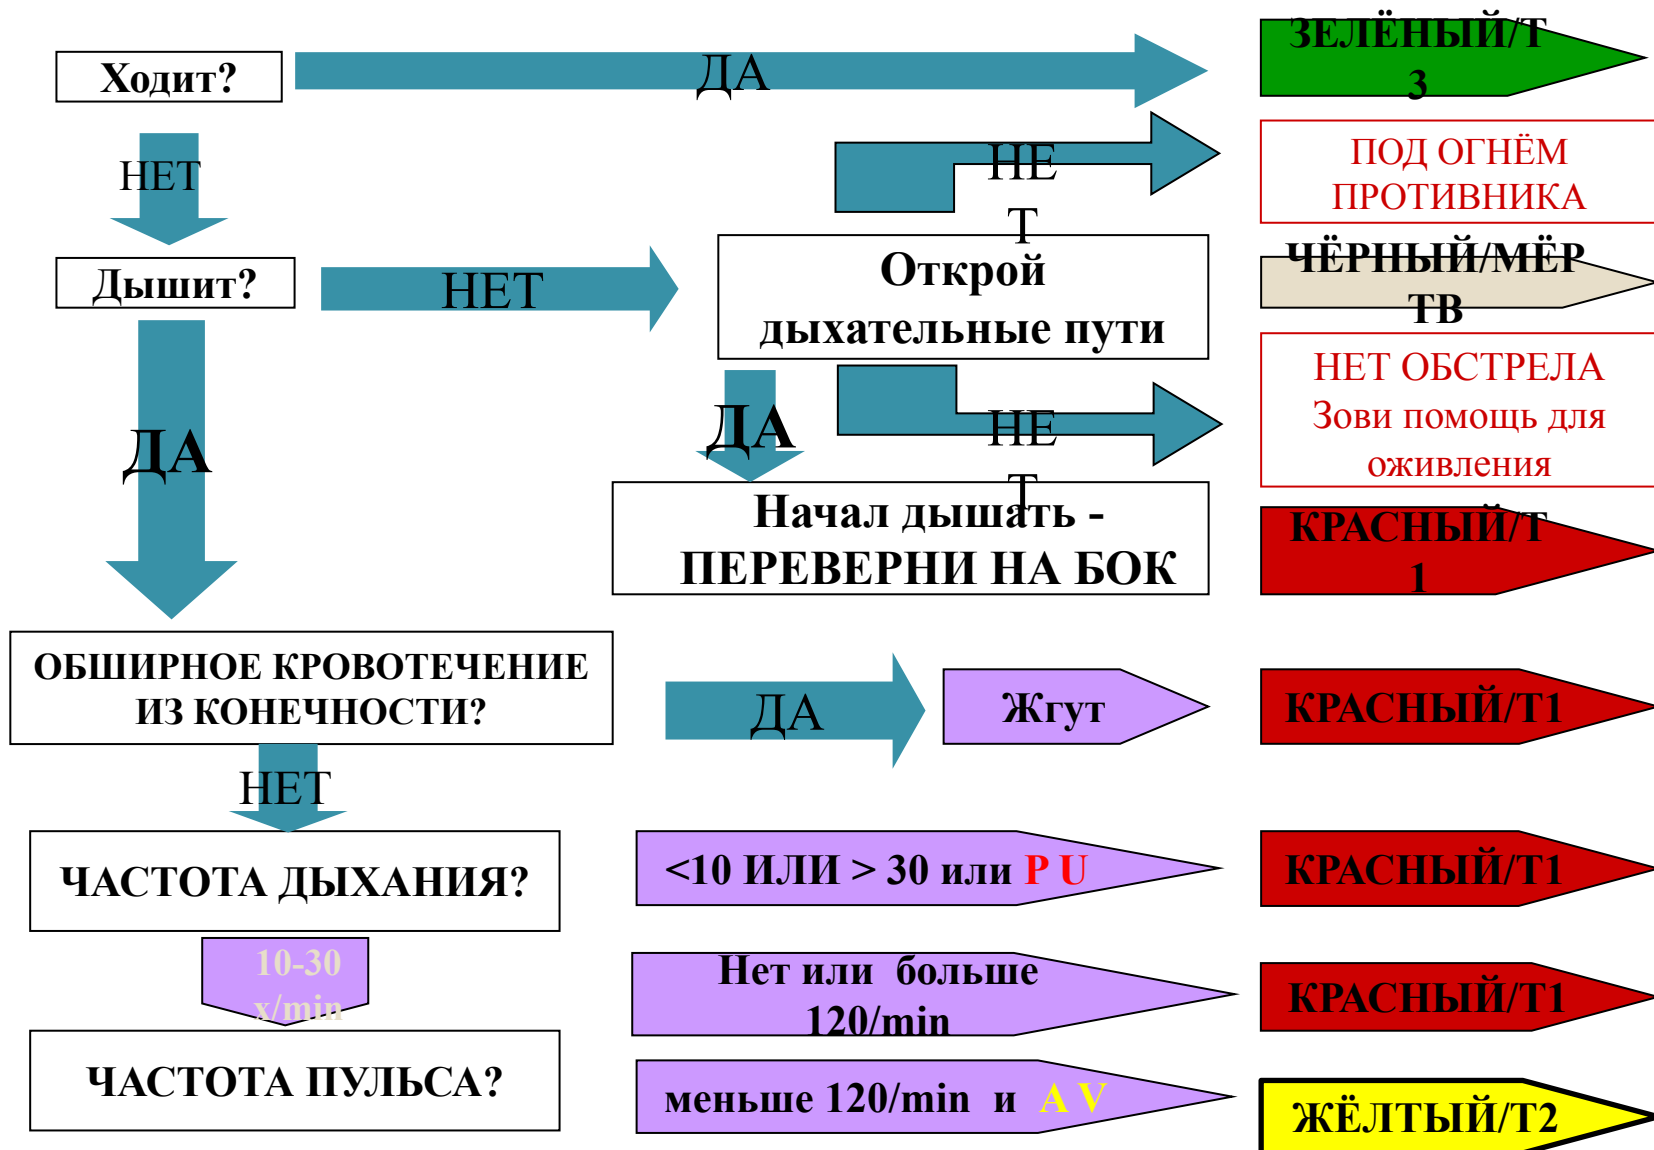 Ходит?
ДА
ЗЕЛЁНЫЙ/Т
3
НЕТ
НЕ
Т
ПОД ОГНЁМ
ПРОТИВНИКА
Дышит?
НЕТ
Открой
дыхательные пути
ЧЁРНЫЙ/МЁР
ТВ
ДА
ДА
НЕ
Т
НЕТ ОБСТРЕЛА
Зови помощь для
оживления
Начал дышать -
ПЕРЕВЕРНИ НА БОК
КРАСНЫЙ/Т
1
ОБШИРНОЕ КРОВОТЕЧЕНИЕ
ИЗ КОНЕЧНОСТИ?
ДА
Жгут
КРАСНЫЙ/Т1
НЕТ
ЧАСТОТА ДЫХАНИЯ?
<10 ИЛИ > 30 или P U
КРАСНЫЙ/Т1
10-30
x/min
Нет или больше
120/min
КРАСНЫЙ/Т1
ЧАСТОТА ПУЛЬСА?
меньше 120/min и A V
ЖЁЛТЫЙ/Т2